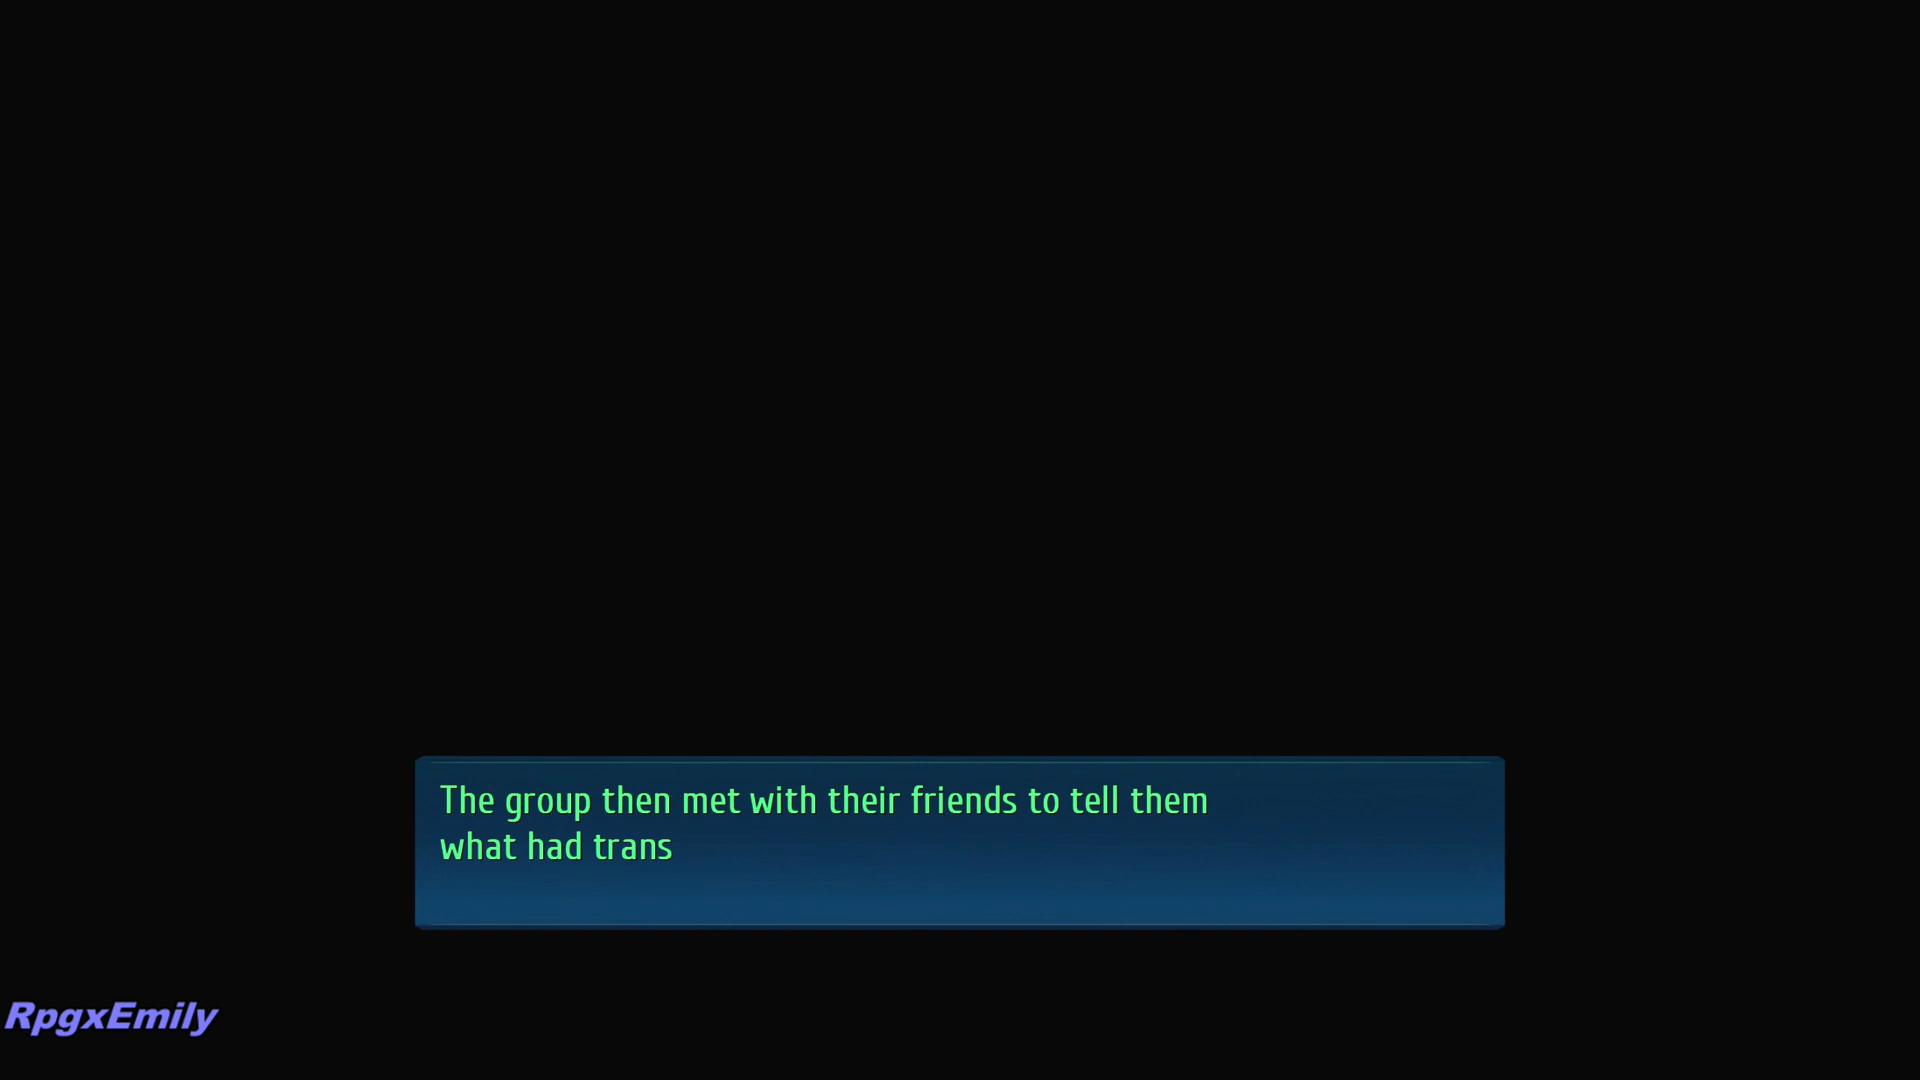 The group then met with their friends to tell them
what had trans
RpgxEmily